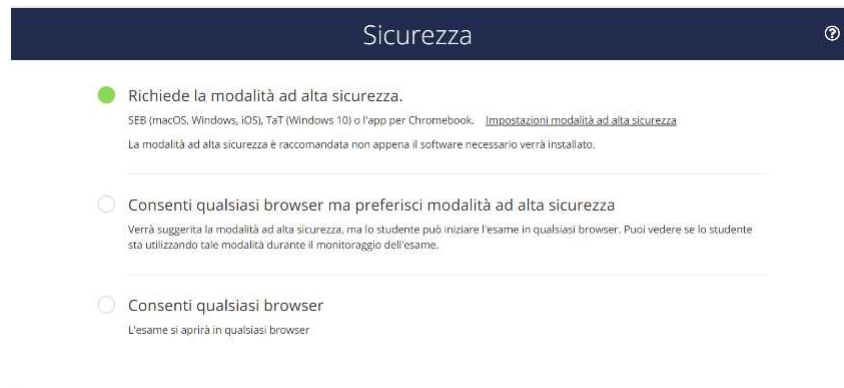 Sicurezza
Richiede la modalità ad alta sicurezza.
SEB (macOS, Windows, iOS), TaT (Windows 10) o l'app per Chromebook. Impostazioni modalità ad alta sicurezza
La modalità ad alta sicurezza è raccomandata non appena il software necessario verrà installato.
Consenti qualsiasi browser ma preferisci modalità ad alta sicurezza
Verrà suggerita la modalità ad alta sicurezza, ma lo studente può iniziare l'esame in qualsiasi browser. Puoi vedere se lo studente
sta utilizzando tale modalità durante il monitoraggio dell'esame.
Consenti qualsiasi browser
L'esame si aprirà in qualsiasi browser